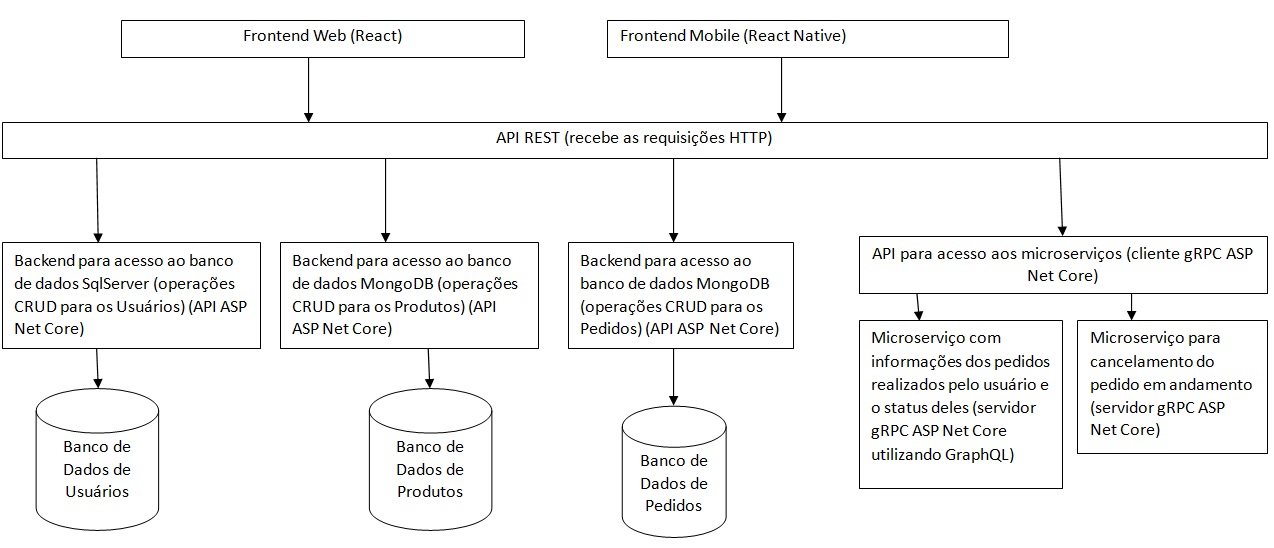 Frontend Web (React)
Frontend Mobile (React Native)
API REST (recebe as requisições HTTP)
Backend para acesso ao banco
de dados SqlServer (operações
CRUD para os Usuários) (API ASP
Net Core)
Backend para acesso ao banco
de dados MongoDB (operações
CRUD para os Produtos) (API
ASP Net Core)
Backend para acesso ao
banco de dados MongoDB
(operações CRUD para os
Pedidos) (API ASP Net Core)
API para acesso aos microserviços (cliente gRPC ASP
Net Core)
Microserviço com
informações dos pedidos
realizados pelo usuário e
o status deles (servidor
gRPC ASP Net Core
utilizando GraphQL)
Microserviço para
cancelamento do
pedido em andamento
(servidor gRPC ASP
Net Core)
Banco de
Dados de
Usuários
Banco de
Dados de
Produtos
Banco de
Dados de
Pedidos